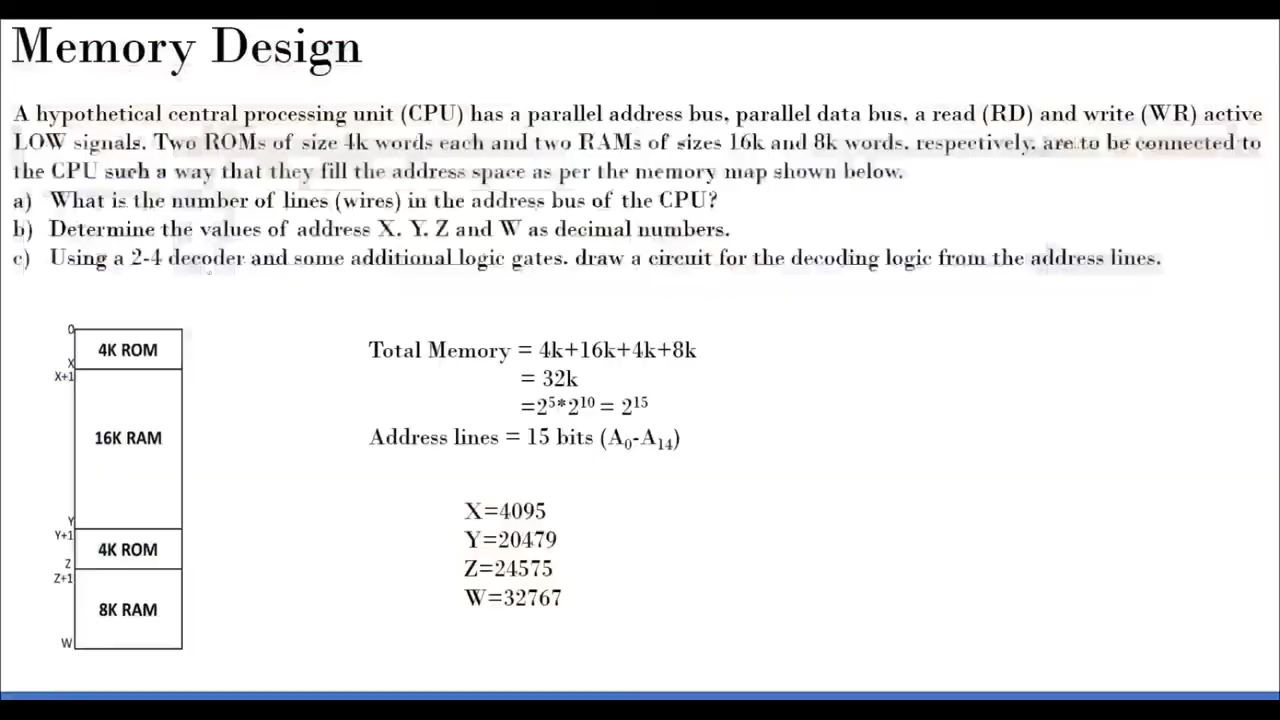 Memory Design
A hypothetical central processing unit (CPU) has a parallel address bus, parallel data bus, a read (RD) and write (WR) active
LOW signals. Two ROMs of size 4k words each and two RAMs of sizes 16k and 8k words, respectively, are to be connected to
the CPU such a way that they fill the address space as per the memory map shown below.
a) What is the number of lines (wires) in the address bus of the CPU?
b) Determine the values of address X, Y, Z and W as decimal numbers.
c) Using a 2-4 decoder and some additional logic gates, draw a circuit for the decoding logic from the address lines.
0
4K ROM
X
X+1
16K RAM
Y
Y+1
4K ROM
Z
Z+1
8K RAM
W
Total Memory = 4k+16k+4k+8k
= 32k
=2⁵*2¹⁰ = 2¹⁵
Address lines = 15 bits (A₀-A₁₄)
X=4095
Y=20479
Z=24575
W=32767